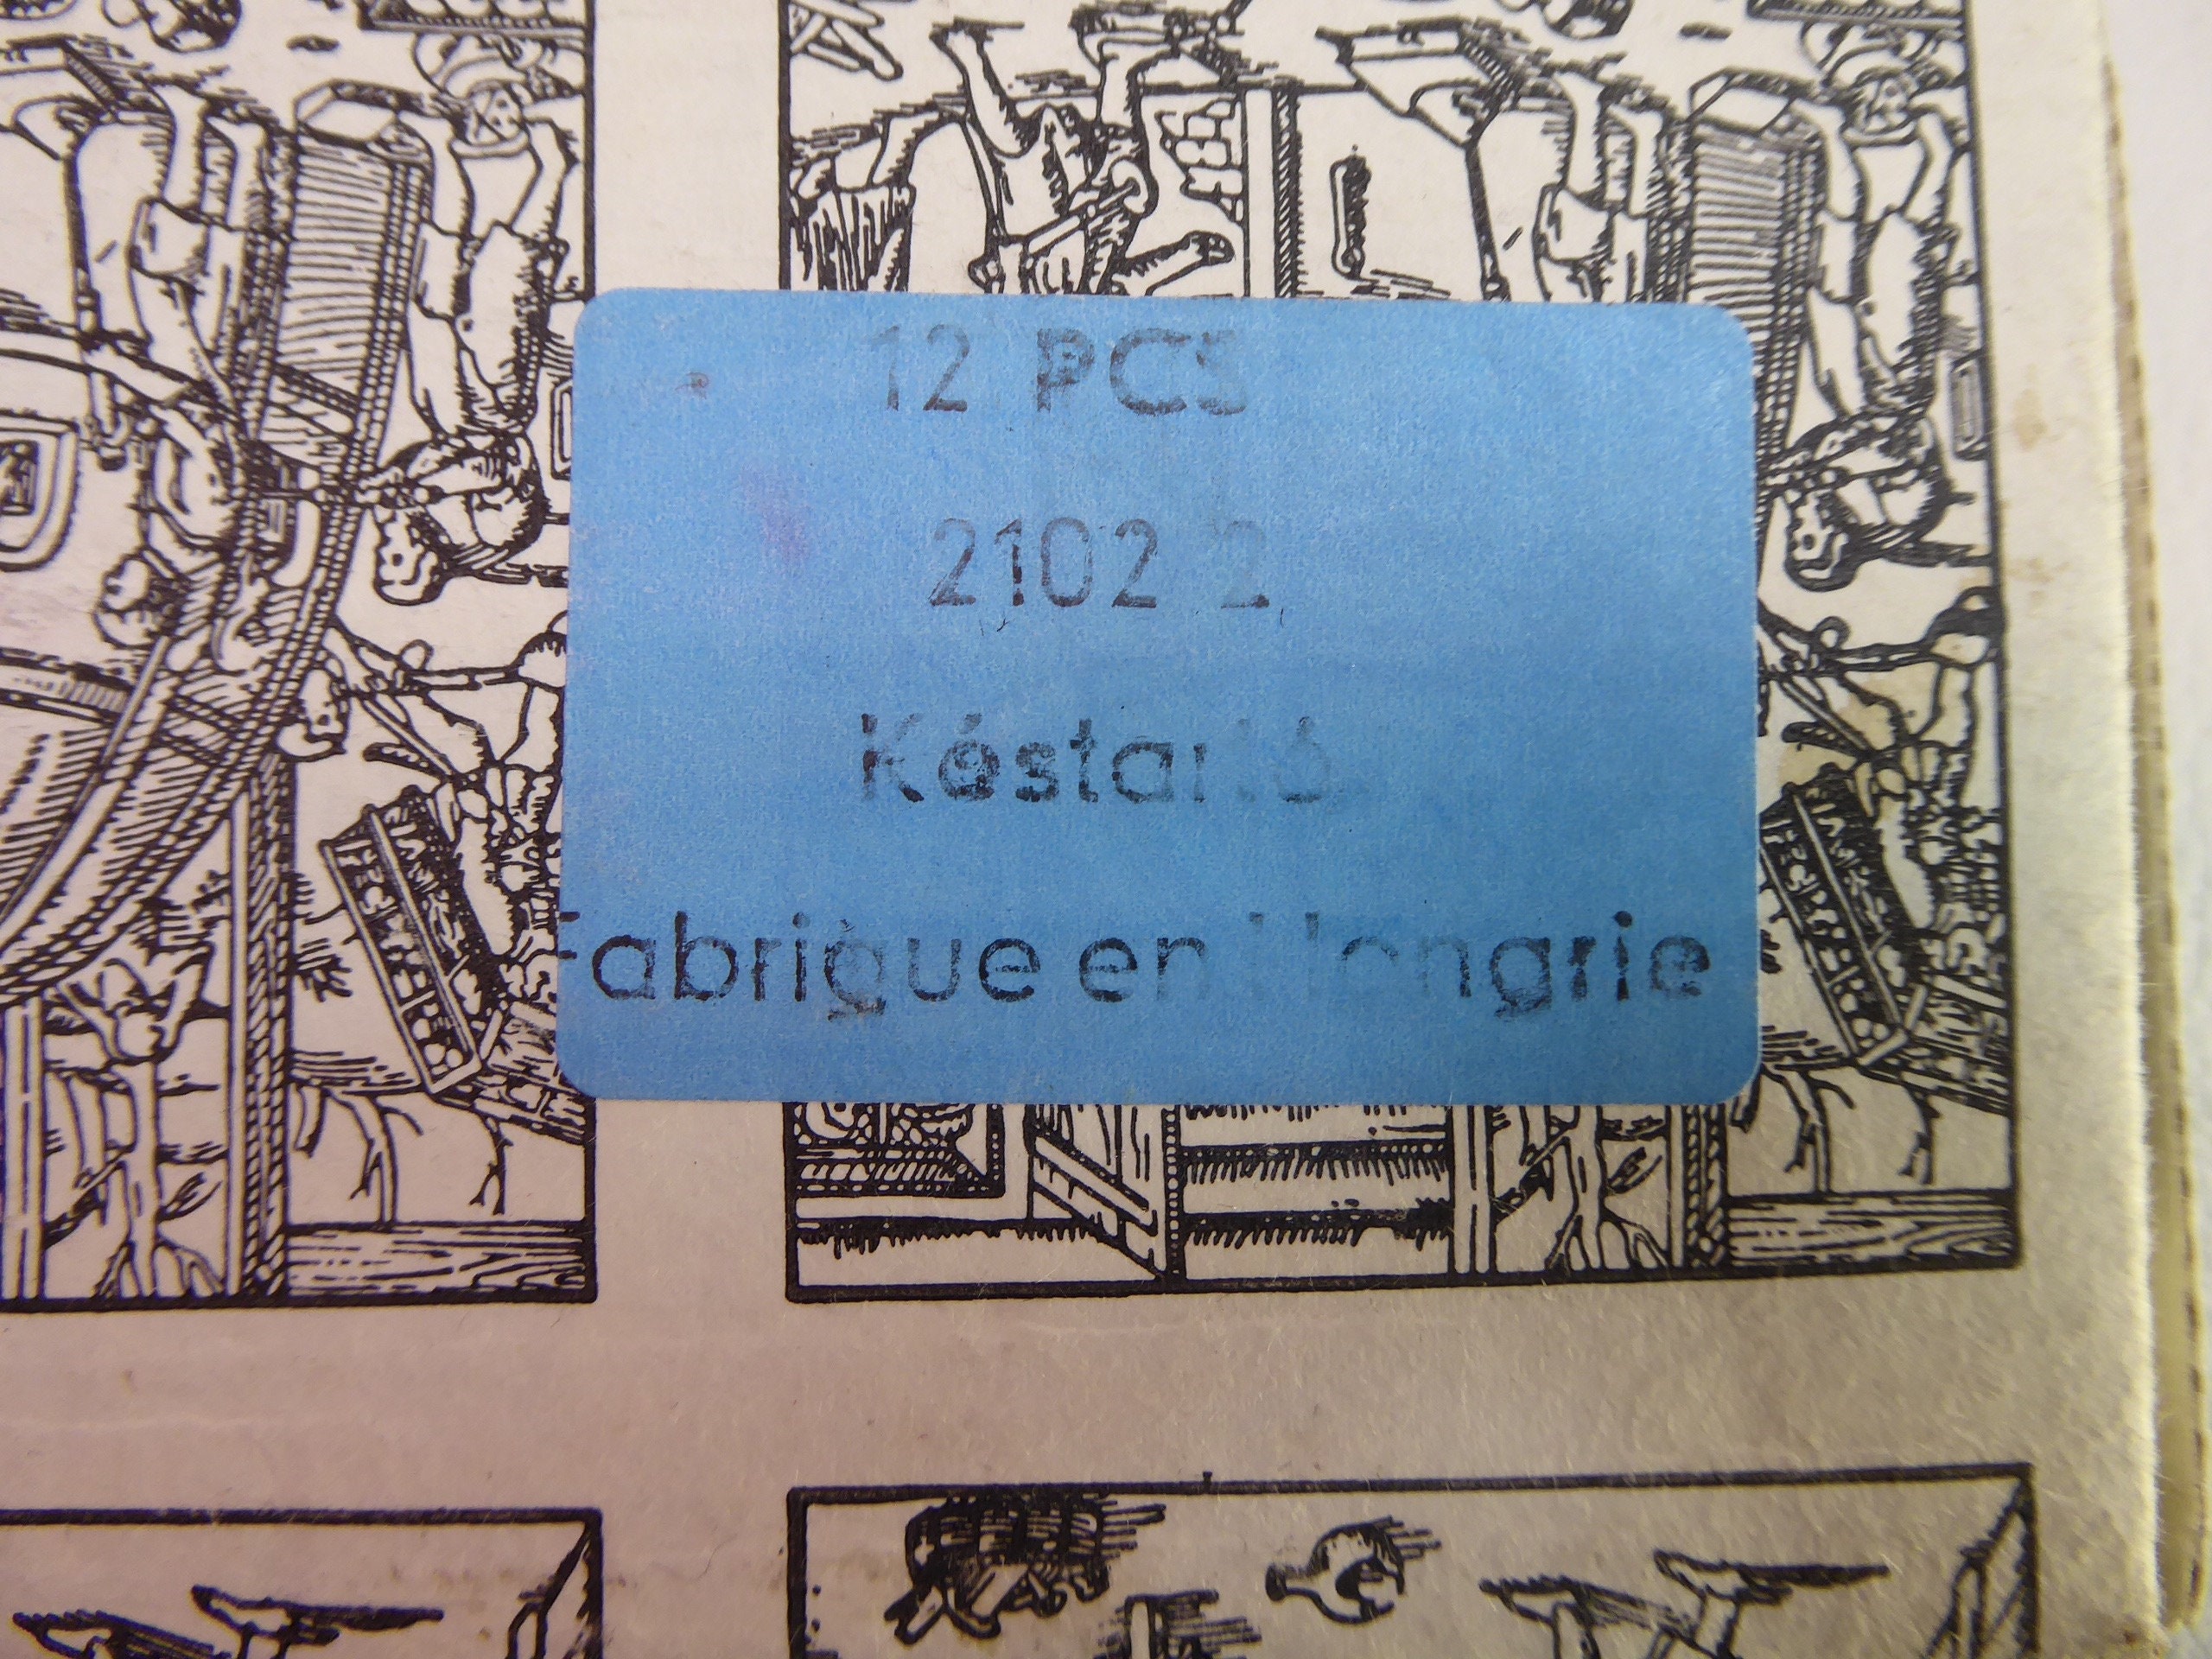 12 PCS
2102 2
Késtartó
Fabrique en Hongrie